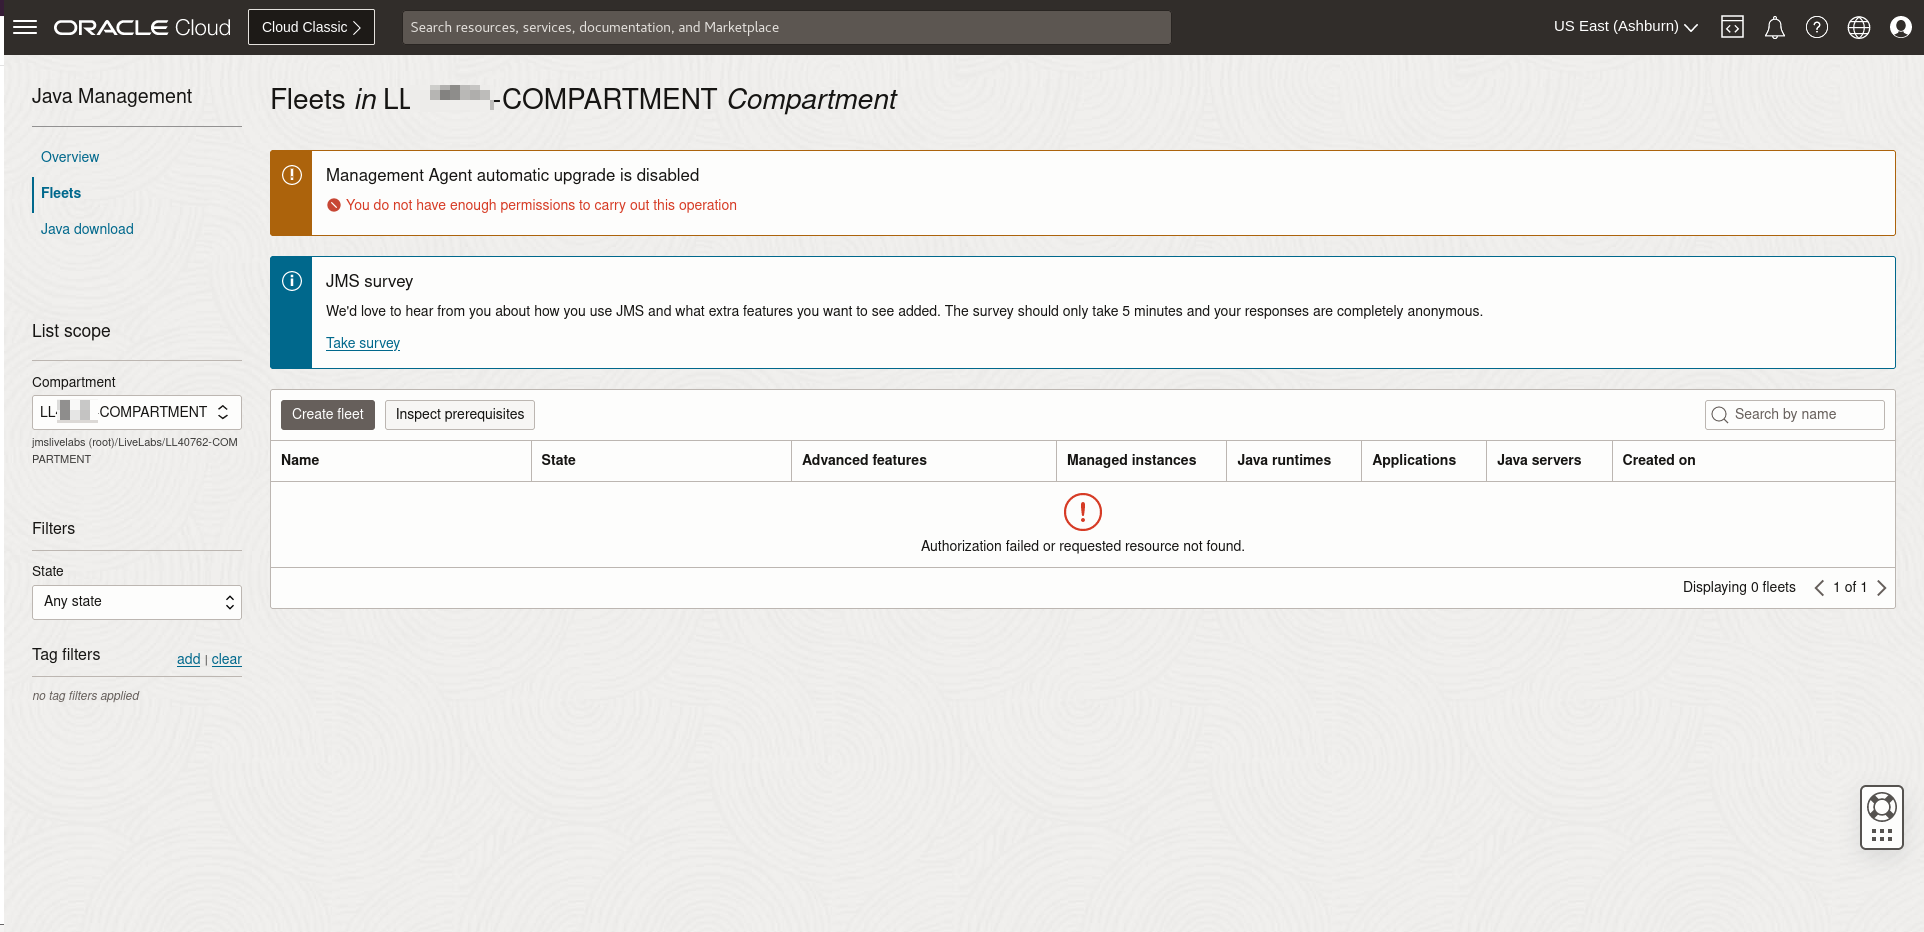 ORACLE Cloud
Cloud Classic
Search resources, services, documentation, and Marketplace
US East (Ashburn)
Java Management
Overview
Fleets
Java download
List scope
Compartment
LL -COMPARTMENT
jmslivelabs (root)/LiveLabs/LL40762-COM
PARTMENT
Filters
State
Any state
Tag filters
add | clear
no tag filters applied
Fleets in LL -COMPARTMENT Compartment
Management Agent automatic upgrade is disabled
You do not have enough permissions to carry out this operation
JMS survey
We'd love to hear from you about how you use JMS and what extra features you want to see added. The survey should only take 5 minutes and your responses are completely anonymous.
Take survey
Create fleet
Inspect prerequisites
Search by name
Name State Advanced features Managed instances Java runtimes Applications Java servers Created on
Authorization failed or requested resource not found.
Displaying 0 fleets 1 of 1